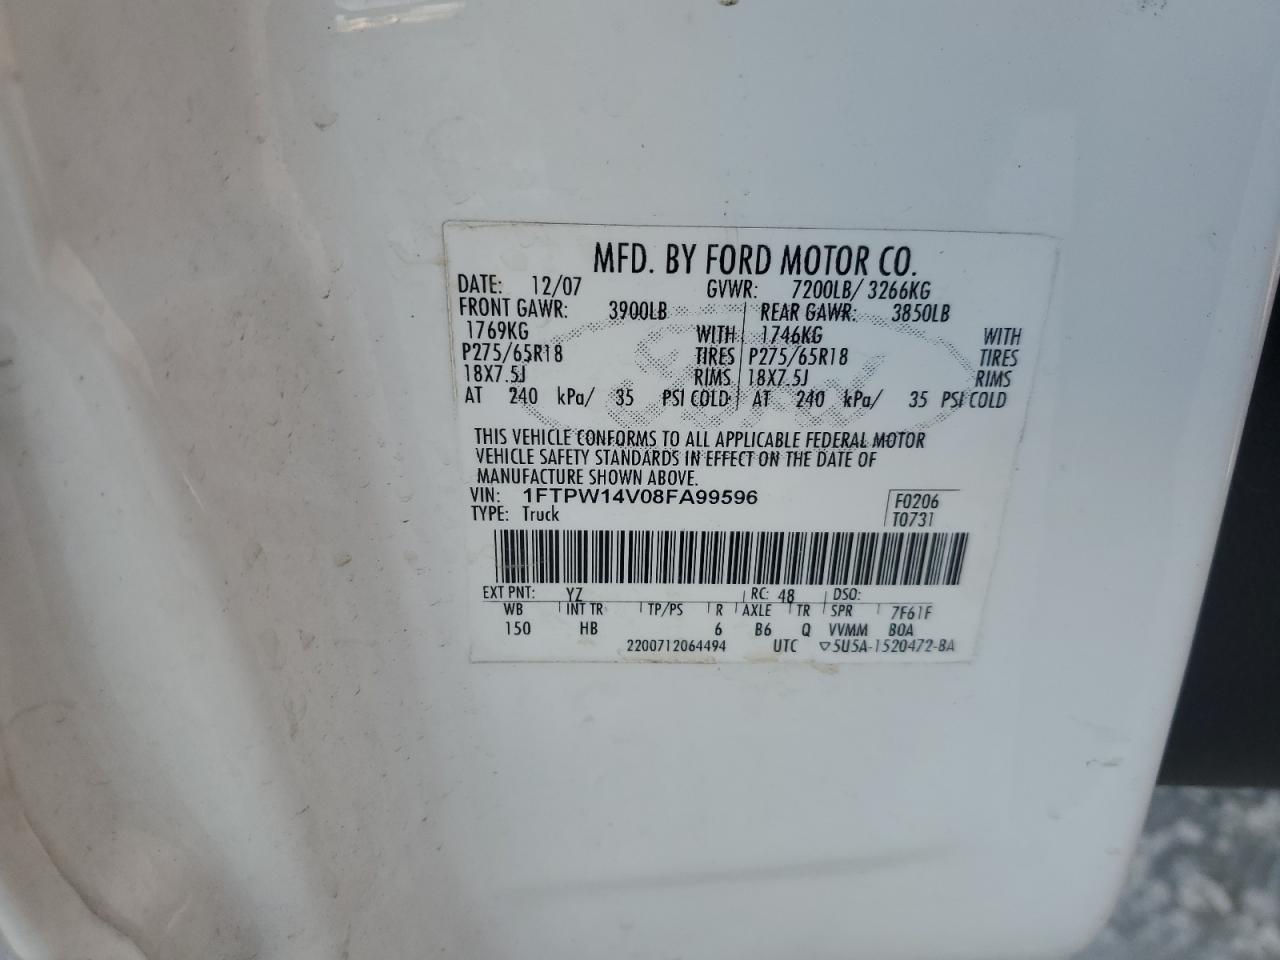 MFD. BY FORD MOTOR CO.
DATE: 12/07 GVWR: 7200LB/ 3266KG
FRONT GAWR: 3900LB REAR GAWR: 3850LB
1769KG WITH 1746KG WITH
P275/65R18 TIRES P275/65R18 TIRES
18X7.5J RIMS 18X7.5J RIMS
AT 240 kPa/ 35 PSI COLD AT 240 kPa/ 35 PSI COLD
THIS VEHICLE CONFORMS TO ALL APPLICABLE FEDERAL MOTOR
VEHICLE SAFETY STANDARDS IN EFFECT ON THE DATE OF
MANUFACTURE SHOWN ABOVE.
VIN: 1FTPW14V08FA99596 F0206
TYPE: Truck T0731
EXT PNT: YZ RC: 48 DSO:
WB INT TR TP/PS R AXLE TR SPR 7F61F
150 HB 6 B6 Q VVMM BOA
2200712064494 UTC ▽5U5A-1520472-BA